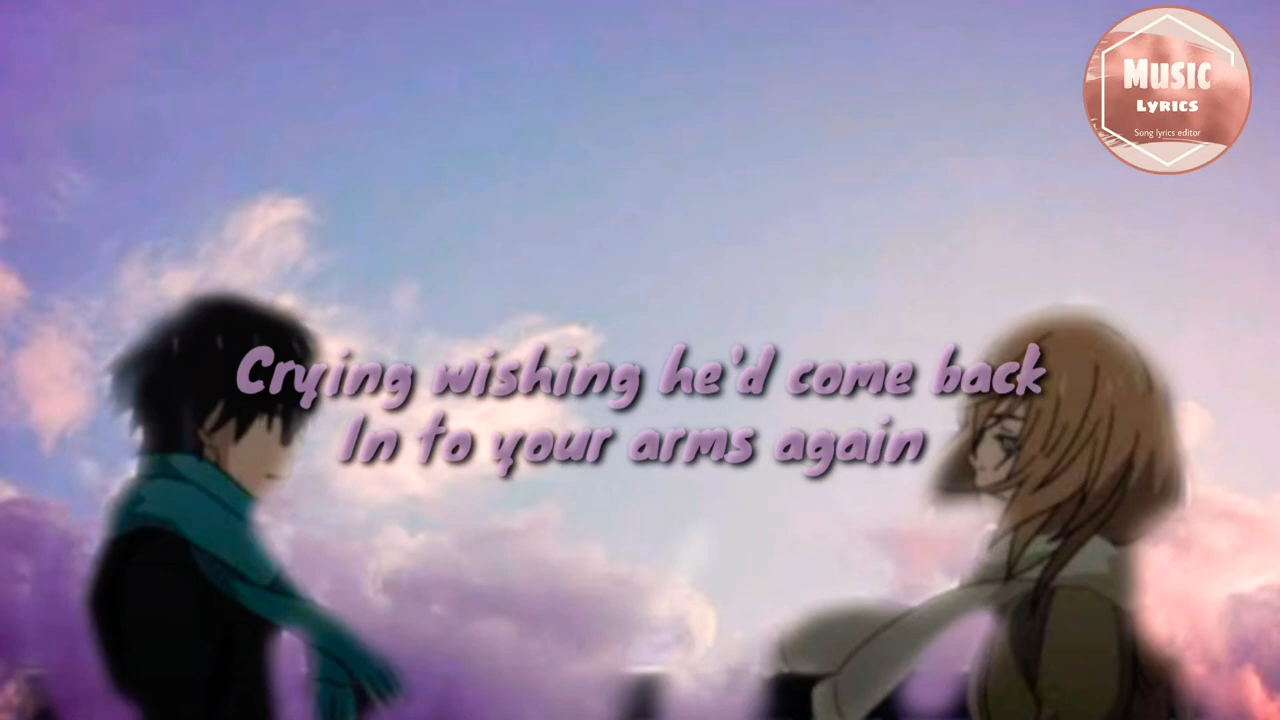 Music
Lyrics
Song lyrics editor
Crying wishing he'd come back
In to your arms again